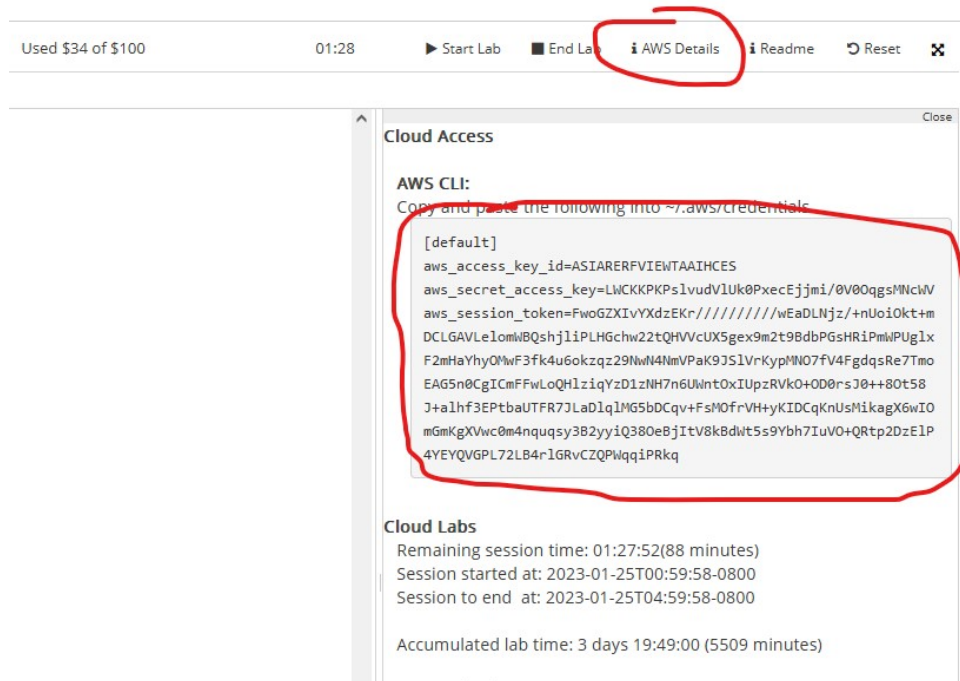 Used $34 of $100 01:28 Start Lab End Lab AWS Details Readme Reset
Close
Cloud Access
AWS CLI:
Copy and paste the following into ~/.aws/credentials
[default]
aws_access_key_id=ASIARERFVIEWTAAIHCES
aws_secret_access_key=LWCKKPKPslvudVlUk0PxecEjjmi/0V0OqgsMNcWV
aws_session_token=FwoGZXIvYXdzEKr//////////wEaDLNjz/+nUoiOkt+m
DCLGAVLelomWBQshjliPLHGchw22tQHVVcUX5gex9m2t9BdbPGsHRiPmWPUglx
F2mHaYhyOMwF3fk4u6okzqz29NwN4NmVPaK9JSlVrKypMNO7fV4FgdqsRe7Tmo
EAG5n0CgICmFFwLoQHlziqYzD1zNH7n6UWntOxIUpzRVkO+OD0rsJ0++8Ot58
J+alhf3EPtbaUTFR7JLaDlqlMG5bDCqv+FsMOfrVH+yKIDCqKnUsMikagX6wIO
mGmKgXVwc0m4nquqsy3B2yyiQ38OeBjItV8kBdWt5s9Ybh7IuVO+QRtp2DzElP
4YEYQVGPL72LB4rlGRvCZQPWqqiPRkq
Cloud Labs
Remaining session time: 01:27:52(88 minutes)
Session started at: 2023-01-25T00:59:58-0800
Session to end at: 2023-01-25T04:59:58-0800
Accumulated lab time: 3 days 19:49:00 (5509 minutes)